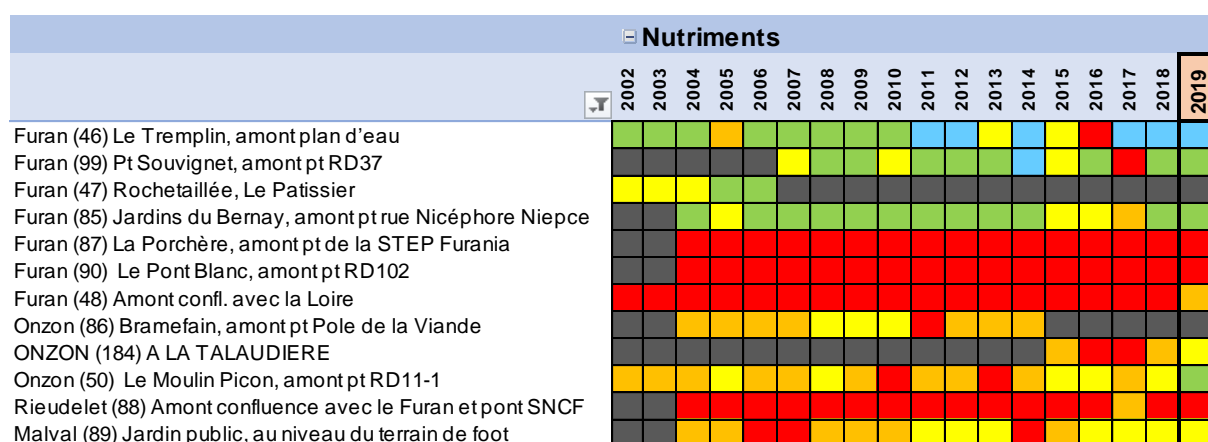 Nutriments
2002 2003 2004 2005 2006 2007 2008 2009 2010 2011 2012 2013 2014 2015 2016 2017 2018 2019
Furan (46) Le Tremplin, amont plan d'eau
Furan (99) Pt Souvignet, amont pt RD37
Furan (47) Rochetaillée, Le Patissier
Furan (85) Jardins du Bernay, amont pt rue Nicéphore Niepce
Furan (87) La Porchère, amont pt de la STEP Furania
Furan (90) Le Pont Blanc, amont pt RD102
Furan (48) Amont confl. avec la Loire
Onzon (86) Bramefain, amont pt Pole de la Viande
ONZON (184) A LA TALAUDIERE
Onzon (50) Le Moulin Picon, amont pt RD11-1
Rieudelet (88) Amont confluence avec le Furan et pont SNCF
Malval (89) Jardin public, au niveau du terrain de foot